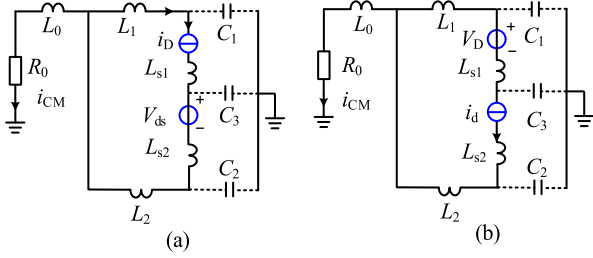 L0 L1 C1
iD
R0 Ls1
iCM
+
Vds C3
−
Ls2
C2
L2
(a)
L0 L1 C1
+
VD
−
R0 Ls1
iCM
id C3
Ls2
C2
L2
(b)